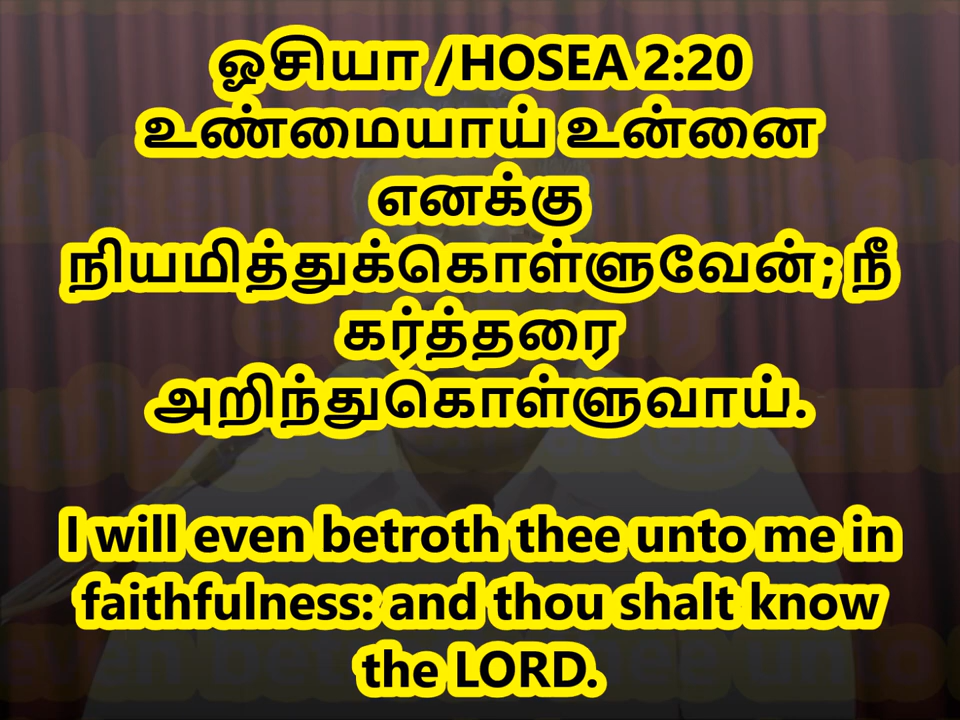 ஓசியா /HOSEA 2:20
உண்மையாய் உன்னை
எனக்கு
நியமித்துக்கொள்ளுவேன்; நீ
கர்த்தரை
அறிந்துகொள்ளுவாய்.
I will even betroth thee unto me in
faithfulness: and thou shalt know
the LORD.